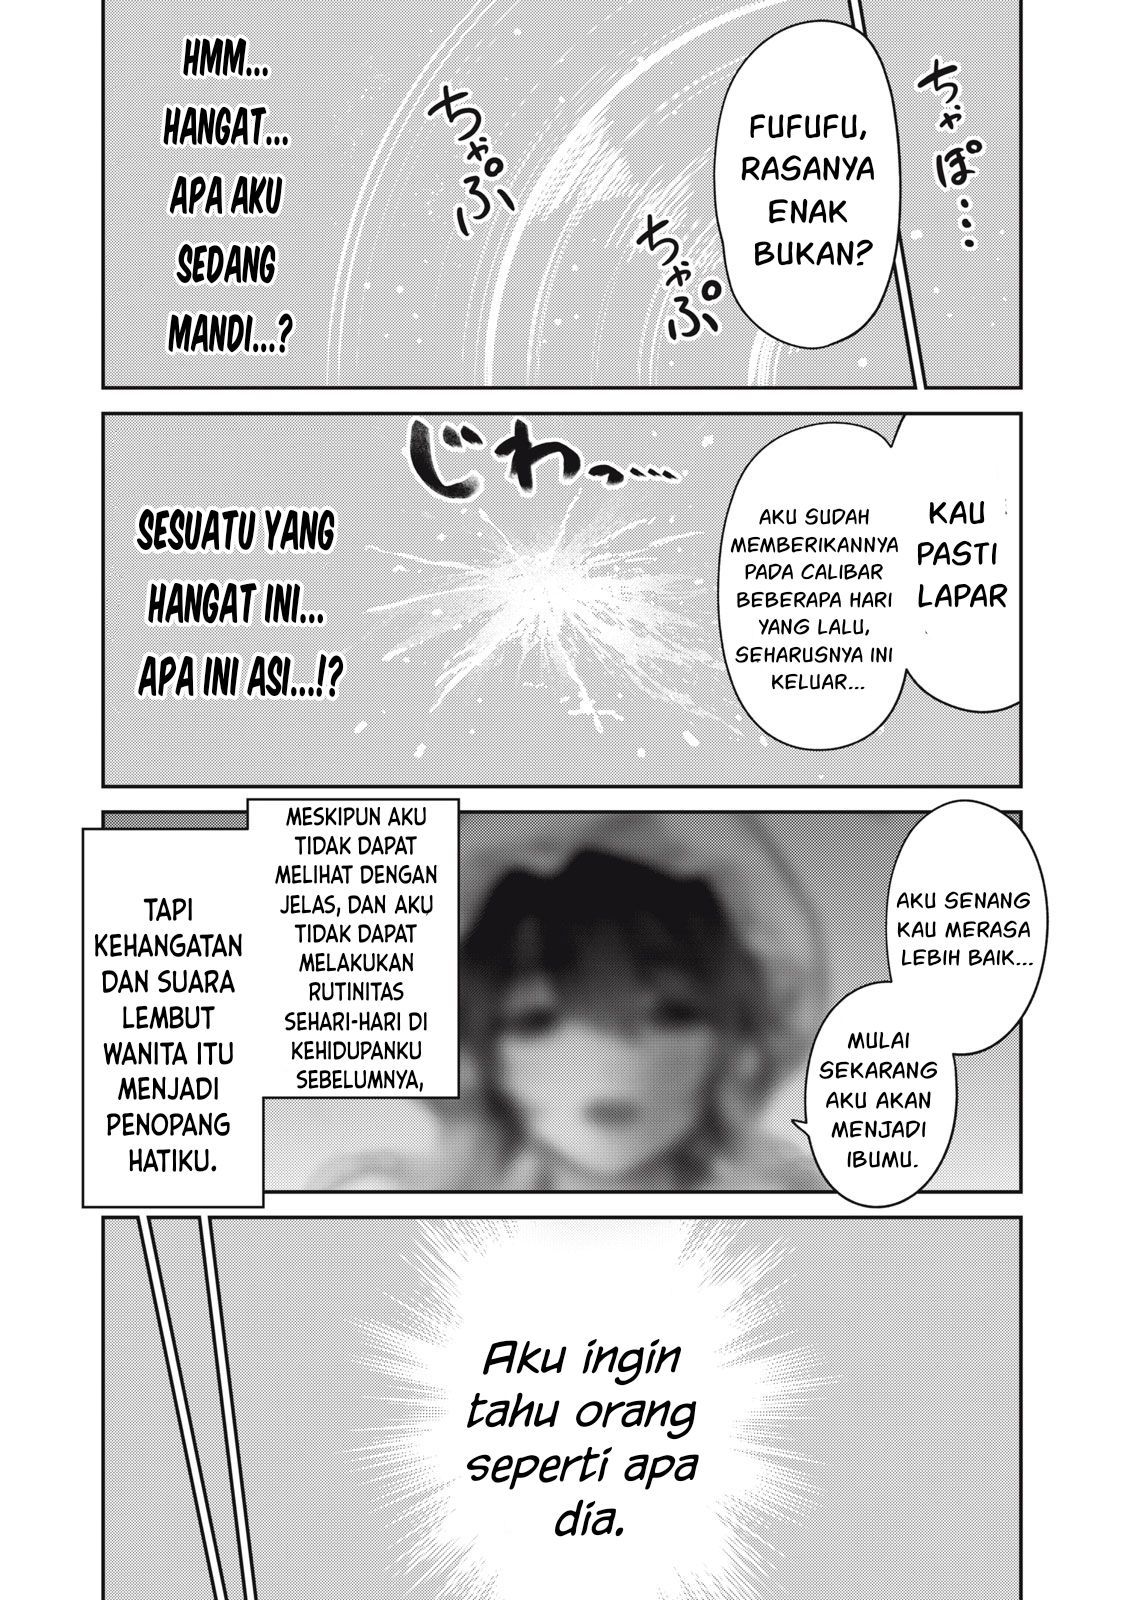 ちゃぽ…
FUFUFU,
RASANYA
ENAK
BUKAN?
ちゃぷ
ちゃぷ
HMM...
HANGAT...
APA AKU
SEDANG
MANDI...?
KAU
PASTI
LAPAR
AKU SUDAH
MEMBERIKANNYA
PADA CALIBAR
BEBERAPA HARI
YANG LALU,
SEHARUSNYA INI
KELUAR...
じわっ…
SESUATU YANG
HANGAT INI...
APA INI ASI...!?
AKU SENANG
KAU MERASA
LEBIH BAIK...
MULAI
SEKARANG
AKU AKAN
MENJADI
IBUMU.
MESKIPUN AKU
TIDAK DAPAT
MELIHAT DENGAN
JELAS, DAN AKU
TIDAK DAPAT
MELAKUKAN
RUTINITAS
SEHARI-HARI DI
KEHIDUPANKU
SEBELUMNYA,
TAPI
KEHANGATAN
DAN SUARA
LEMBUT
WANITA ITU
MENJADI
PENOPANG
HATIKU.
Aku ingin
tahu orang
seperti apa
dia.